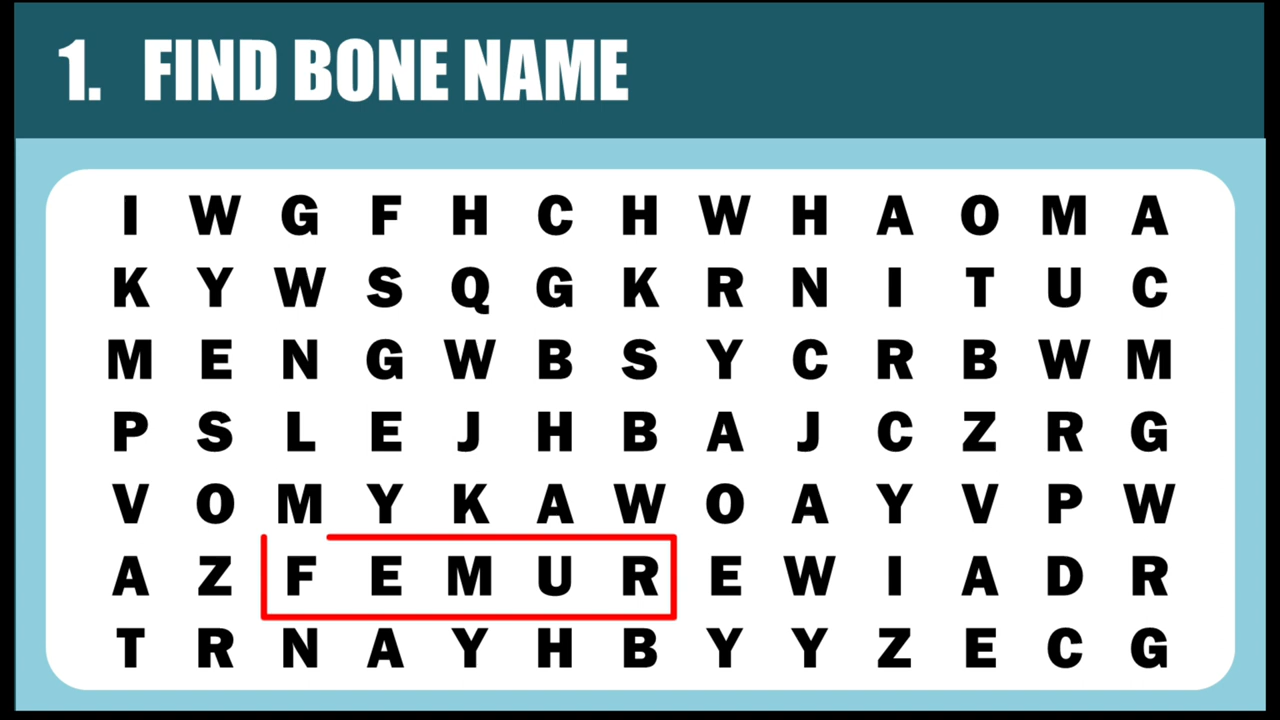 1. FIND BONE NAME
I W G F H C H W H A O M A
K Y W S Q G K R N I T U C
M E N G W B S Y C R B W M
P S L E J H B A J C Z R G
V O M Y K A W O A Y V P W
A Z F E M U R E W I A D R
T R N A Y H B Y Y Z E C G